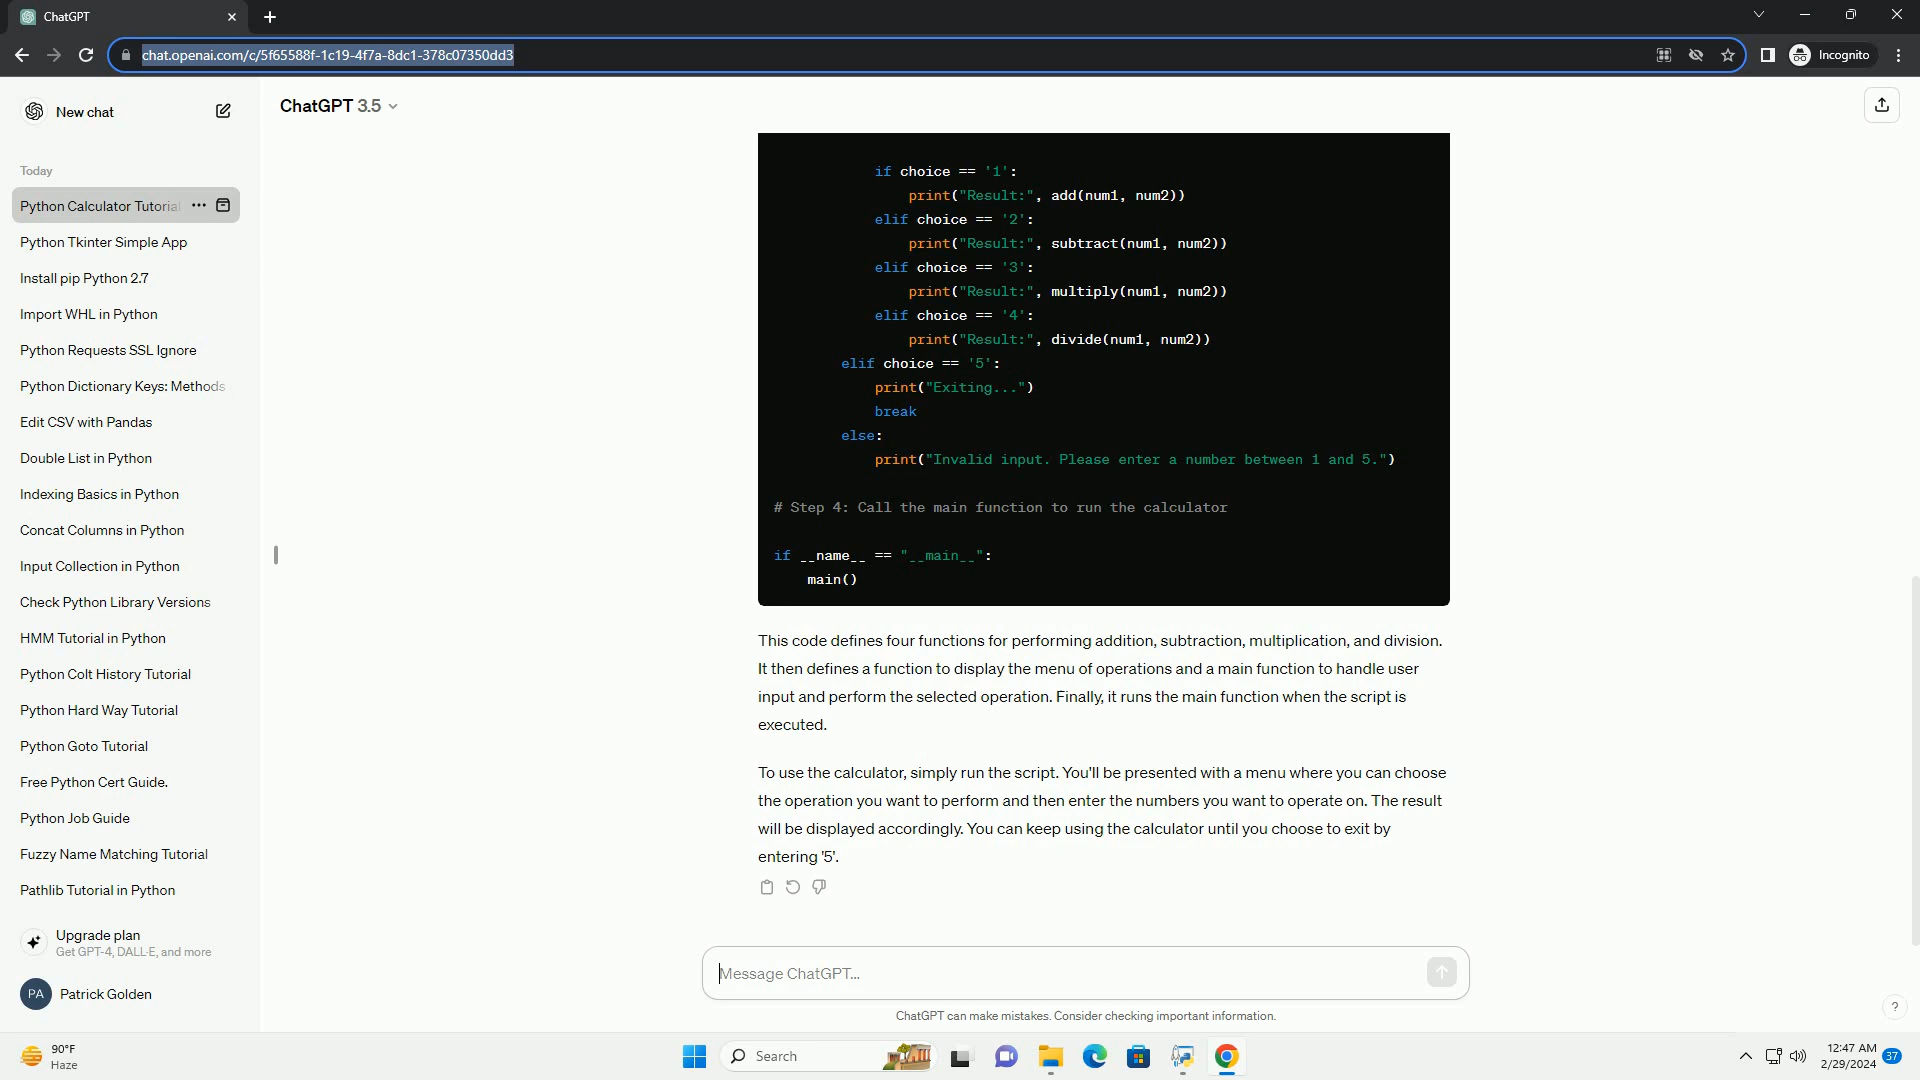 ChatGPT
chat.openai.com/c/5f65588f-1c19-4f7a-8dc1-378c07350dd3
Incognito
New chat
ChatGPT 3.5
Today
Python Calculator Tutorial
Python Tkinter Simple App
Install pip Python 2.7
Import WHL in Python
Python Requests SSL Ignore
Python Dictionary Keys: Methods
Edit CSV with Pandas
Double List in Python
Indexing Basics in Python
Concat Columns in Python
Input Collection in Python
Check Python Library Versions
HMM Tutorial in Python
Python Colt History Tutorial
Python Hard Way Tutorial
Python Goto Tutorial
Free Python Cert Guide.
Python Job Guide
Fuzzy Name Matching Tutorial
Pathlib Tutorial in Python
Upgrade plan
Get GPT-4, DALL·E, and more
PA Patrick Golden
if choice == '1':
print("Result:", add(num1, num2))
elif choice == '2':
print("Result:", subtract(num1, num2))
elif choice == '3':
print("Result:", multiply(num1, num2))
elif choice == '4':
print("Result:", divide(num1, num2))
elif choice == '5':
print("Exiting...")
break
else:
print("Invalid input. Please enter a number between 1 and 5.")
# Step 4: Call the main function to run the calculator
if __name__ == "__main__":
main()
This code defines four functions for performing addition, subtraction, multiplication, and division.
It then defines a function to display the menu of operations and a main function to handle user
input and perform the selected operation. Finally, it runs the main function when the script is
executed.
To use the calculator, simply run the script. You'll be presented with a menu where you can choose
the operation you want to perform and then enter the numbers you want to operate on. The result
will be displayed accordingly. You can keep using the calculator until you choose to exit by
entering '5'.
Message ChatGPT...
ChatGPT can make mistakes. Consider checking important information.
?
90°F
Haze
Search
12:47 AM
2/29/2024
37